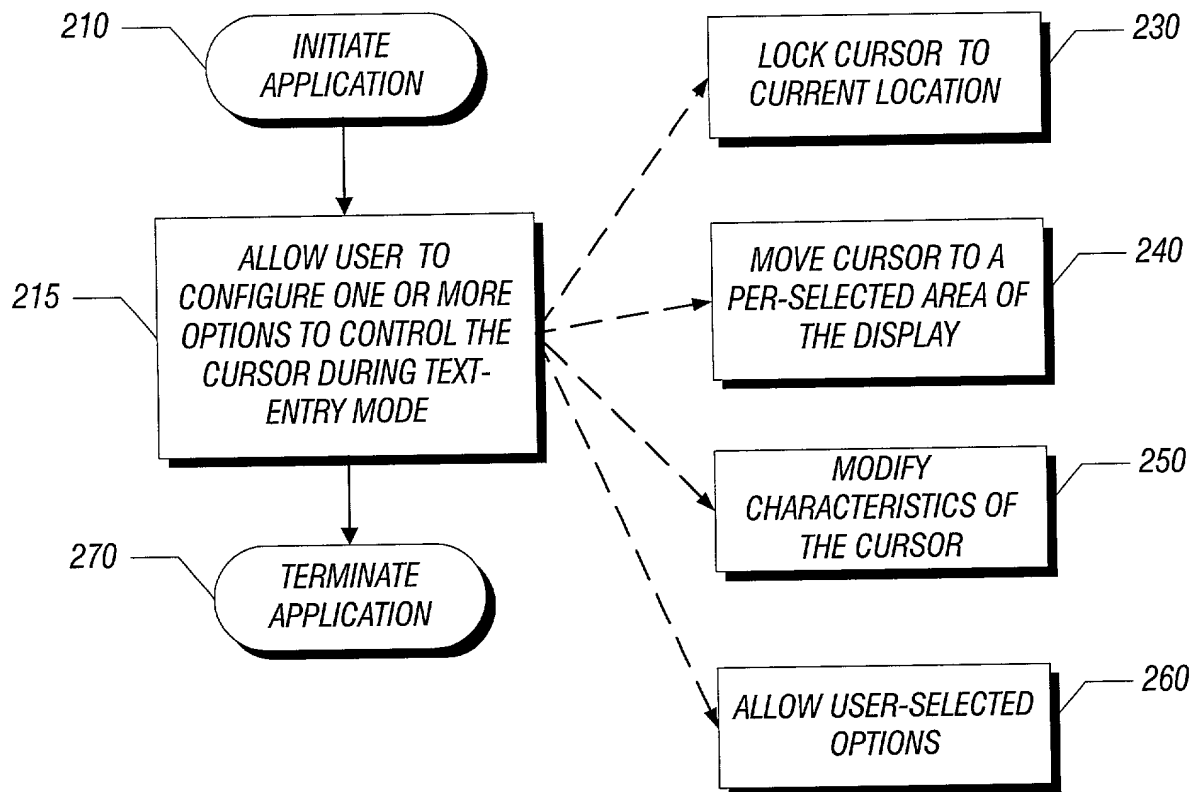 210
INITIATE
APPLICATION
215
ALLOW USER TO
CONFIGURE ONE OR MORE
OPTIONS TO CONTROL THE
CURSOR DURING TEXT-
ENTRY MODE
270
TERMINATE
APPLICATION
LOCK CURSOR TO
CURRENT LOCATION
230
MOVE CURSOR TO A
PER-SELECTED AREA OF
THE DISPLAY
240
MODIFY
CHARACTERISTICS OF
THE CURSOR
250
ALLOW USER-SELECTED
OPTIONS
260